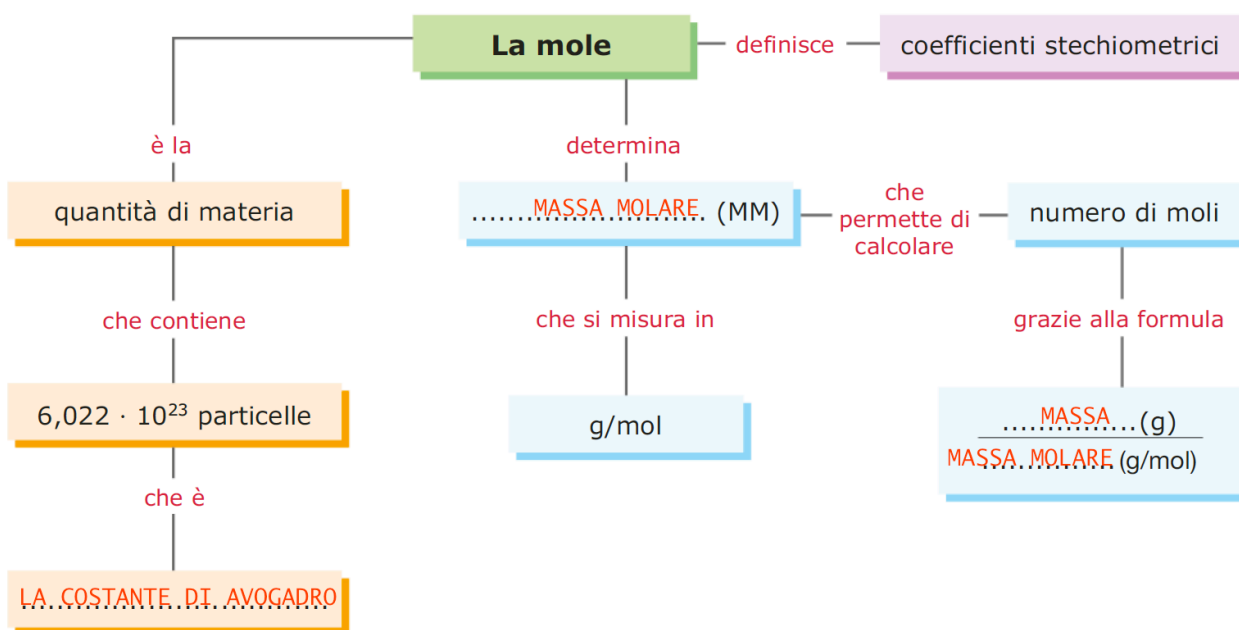 La mole
definisce
coefficienti stechiometrici
è la
determina
quantità di materia
.....MASSA MOLARE. (MM)
che
permette di
calcolare
numero di moli
che contiene
che si misura in
grazie alla formula
6,022 · 10²³ particelle
g/mol
....MASSA....(g)
MASSA MOLARE (g/mol)
che è
LA COSTANTE DI AVOGADRO